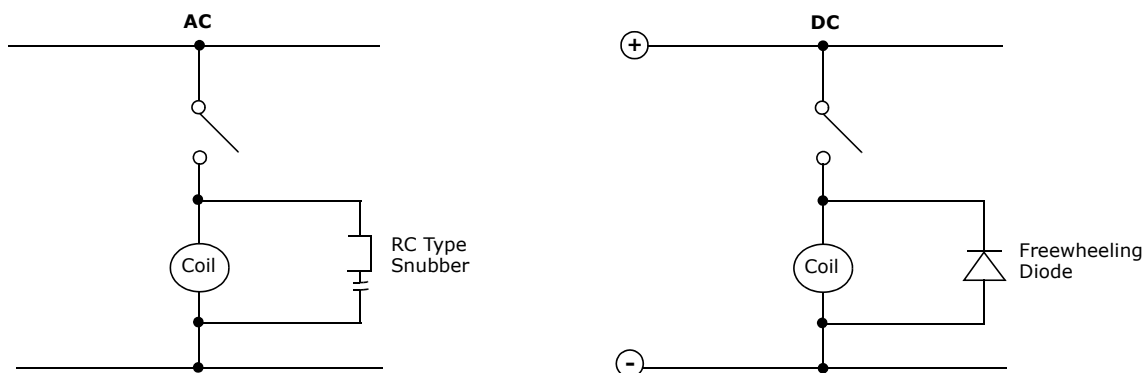 AC
Coil
RC Type
Snubber
DC
+
Coil
Freewheeling
Diode
-